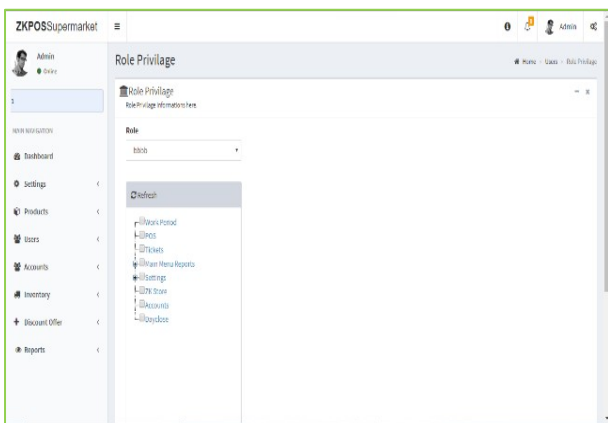 ZKPOSSupermarket
Admin
Admin
Online
Role Privilage
Home > Users > Role Privilage
s
MAIN NAVIGATION
Dashboard
Settings
Products
Users
Accounts
Inventory
Discount Offer
Reports
Role Privilage
Role Privilage informations here
Role
Refresh
Work Period
POS
Tickets
Main Menu Reports
Settings
ZK Store
Accounts
Dayclose